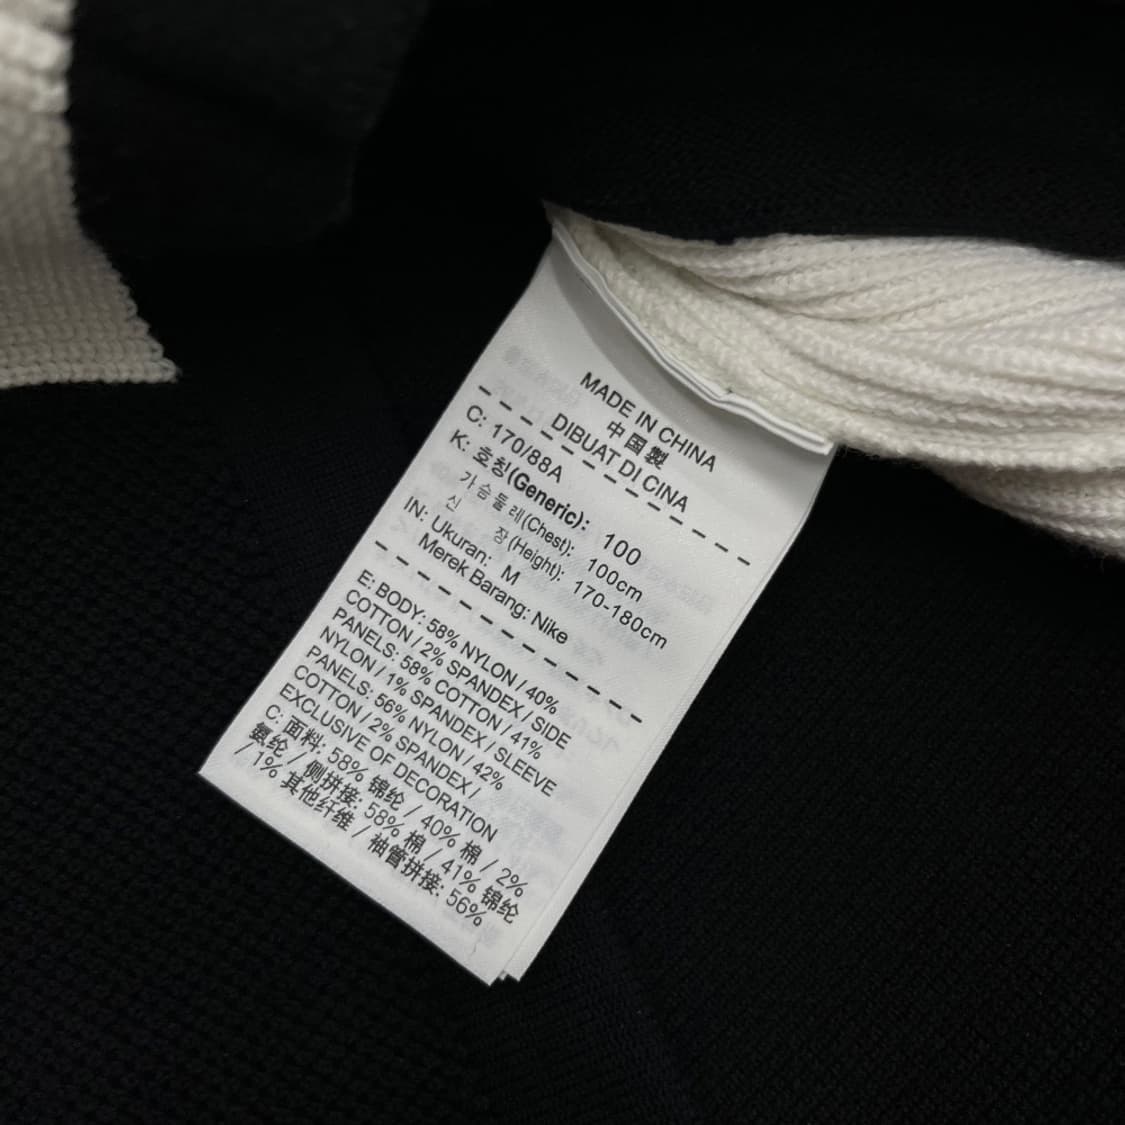 MADE IN CHINA
中国製
DIBUAT DI CINA
C: 170/88A
K: 호칭(Generic): 100
가슴둘레(Chest): 100cm
신 장(Height): 170-180cm
IN: Ukuran: M
Merek Barang: Nike
E: BODY: 58% NYLON / 40%
COTTON / 2% SPANDEX / SIDE
PANELS: 58% COTTON / 41%
NYLON / 1% SPANDEX / SLEEVE
PANELS: 56% NYLON / 42%
COTTON / 2% SPANDEX /
EXCLUSIVE OF DECORATION
C: 面料: 58% 锦纶 / 40% 棉 / 2%
氨纶 / 侧拼接: 58% 棉 / 41% 锦纶
/ 1% 其他纤维 / 袖管拼接: 56%